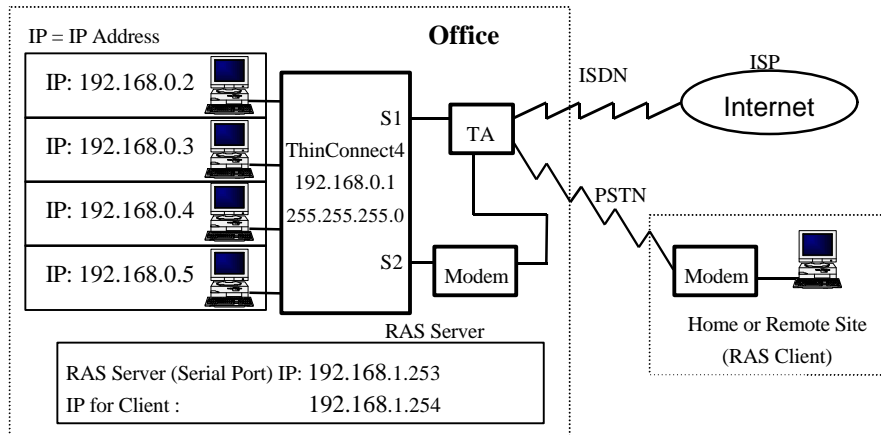 IP = IP Address
Office
IP: 192.168.0.2
IP: 192.168.0.3
IP: 192.168.0.4
IP: 192.168.0.5
S1
ThinConnect4
192.168.0.1
255.255.255.0
S2
TA
Modem
ISDN
ISP
Internet
PSTN
Modem
Home or Remote Site
(RAS Client)
RAS Server
RAS Server (Serial Port) IP: 192.168.1.253
IP for Client : 192.168.1.254